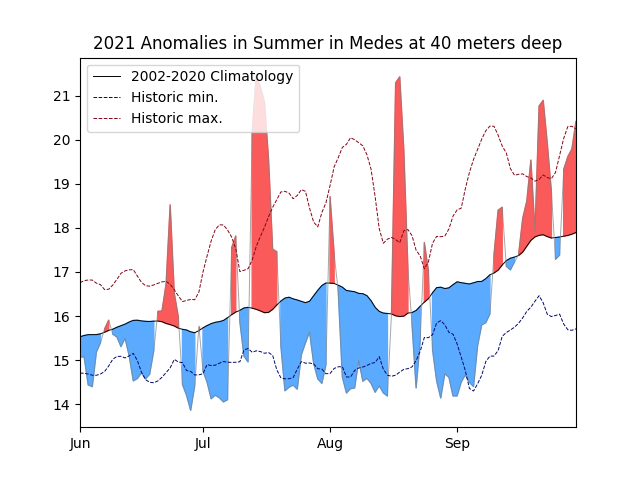 2021 Anomalies in Summer in Medes at 40 meters deep
2002-2020 Climatology
Historic min.
Historic max.
21
20
19
18
17
16
15
14
Jun Jul Aug Sep